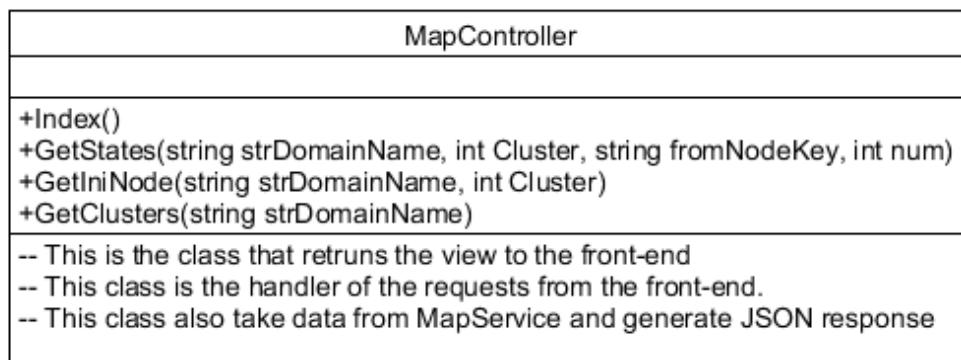 MapController
+Index()
+GetStates(string strDomainName, int Cluster, string fromNodeKey, int num)
+GetIniNode(string strDomainName, int Cluster)
+GetClusters(string strDomainName)
-- This is the class that retruns the view to the front-end
-- This class is the handler of the requests from the front-end.
-- This class also take data from MapService and generate JSON response